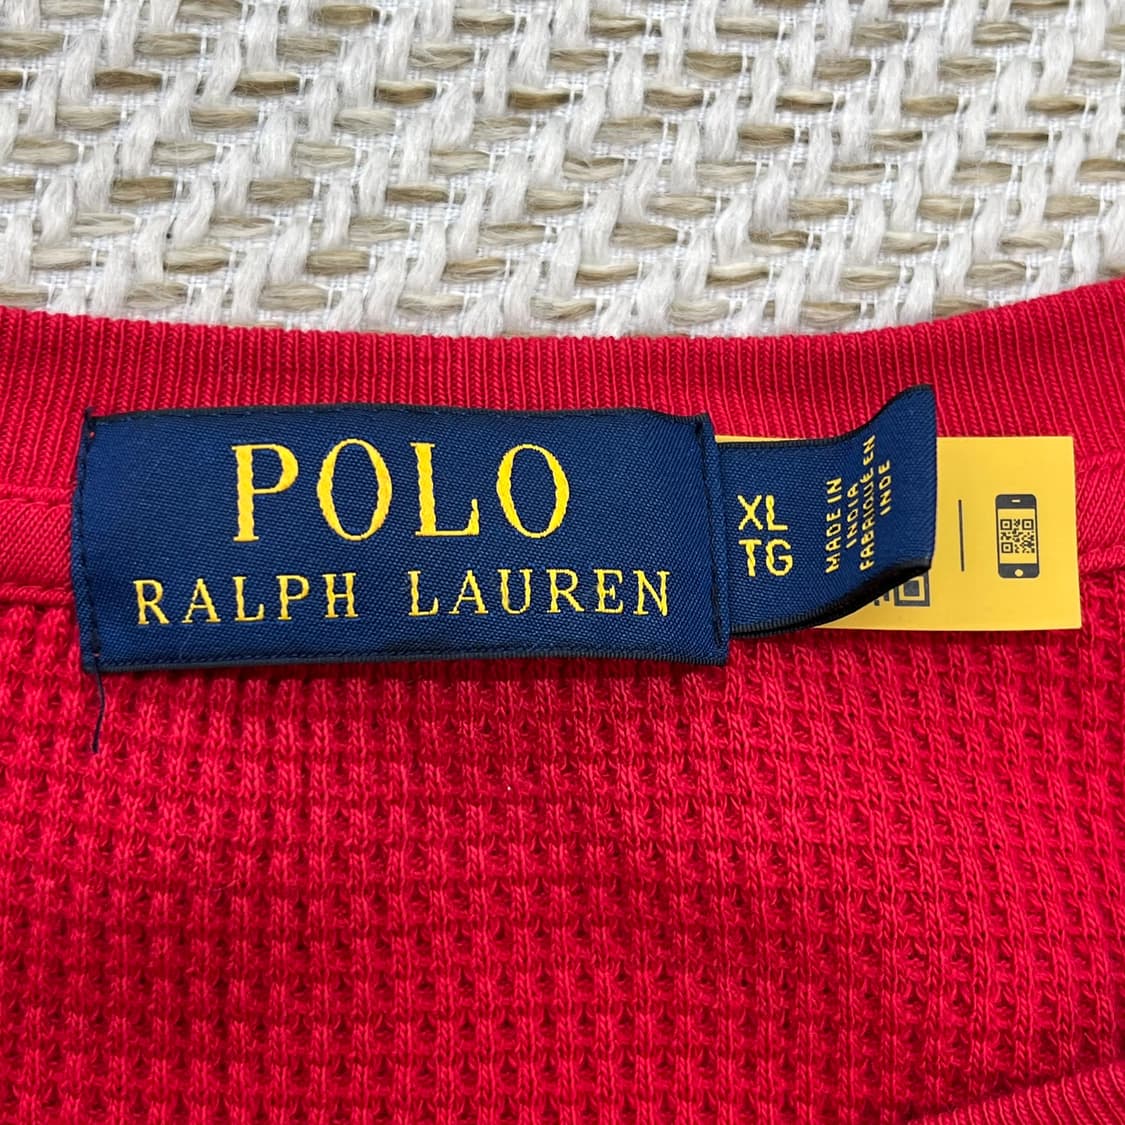 POLO
RALPH LAUREN
XL
TG
MADE IN
INDIA
FABRIQUÉ EN
INDE